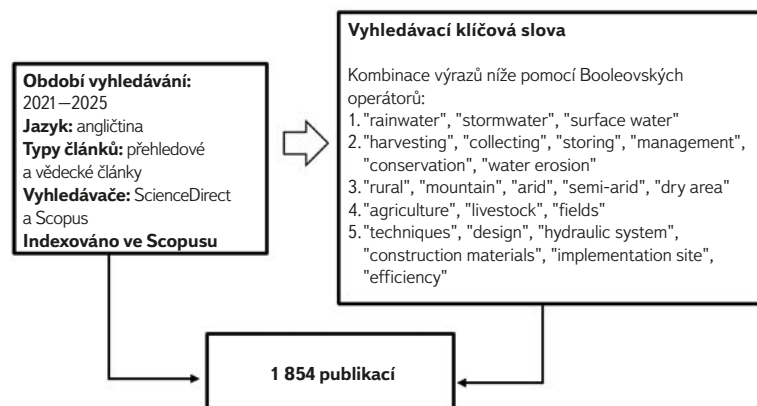 Období vyhledávání:
2021—2025
Jazyk: angličtina
Typy článků: přehledové
a vědecké články
Vyhledávače: ScienceDirect
a Scopus
Indexováno ve Scopusu
Vyhledávací klíčová slova
Kombinace výrazů níže pomocí Booleovských
operátorů:
1. "rainwater", "stormwater", "surface water"
2. "harvesting", "collecting", "storing", "management",
"conservation", "water erosion"
3. "rural", "mountain", "arid", "semi-arid", "dry area"
4. "agriculture", "livestock", "fields"
5. "techniques", "design", "hydraulic system",
"construction materials", "implementation site",
"efficiency"
1 854 publikací